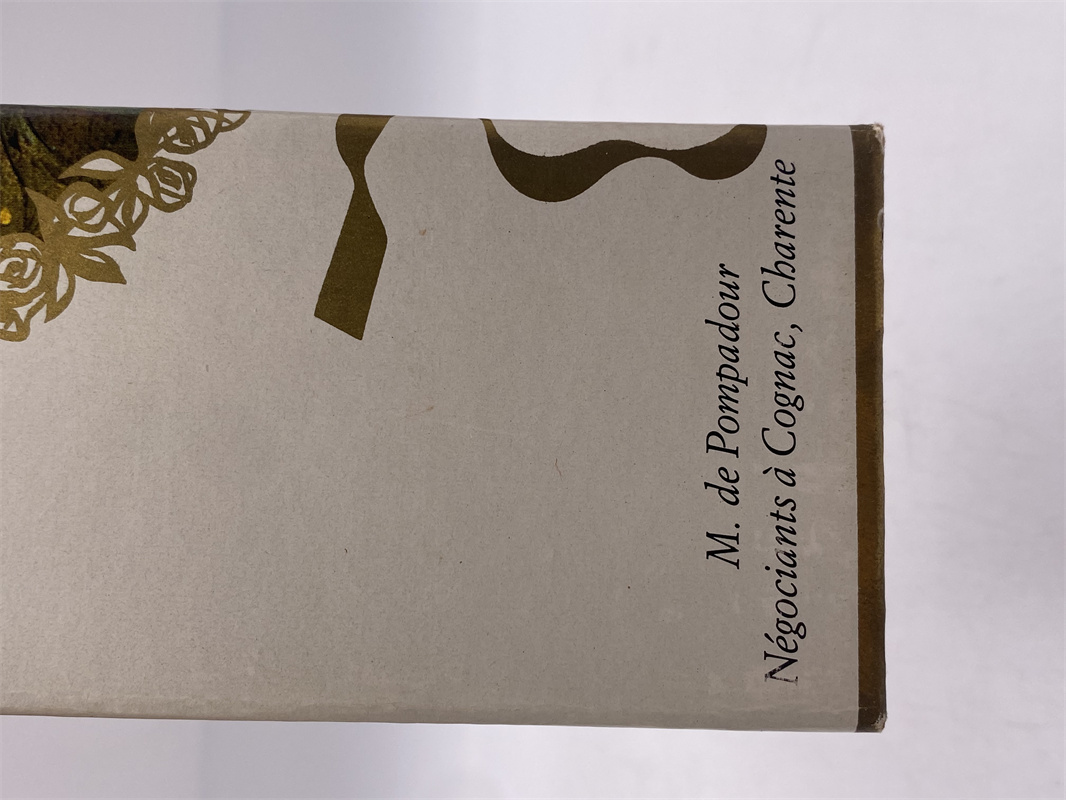 M. de Pompadour
Négociants à Cognac, Charente